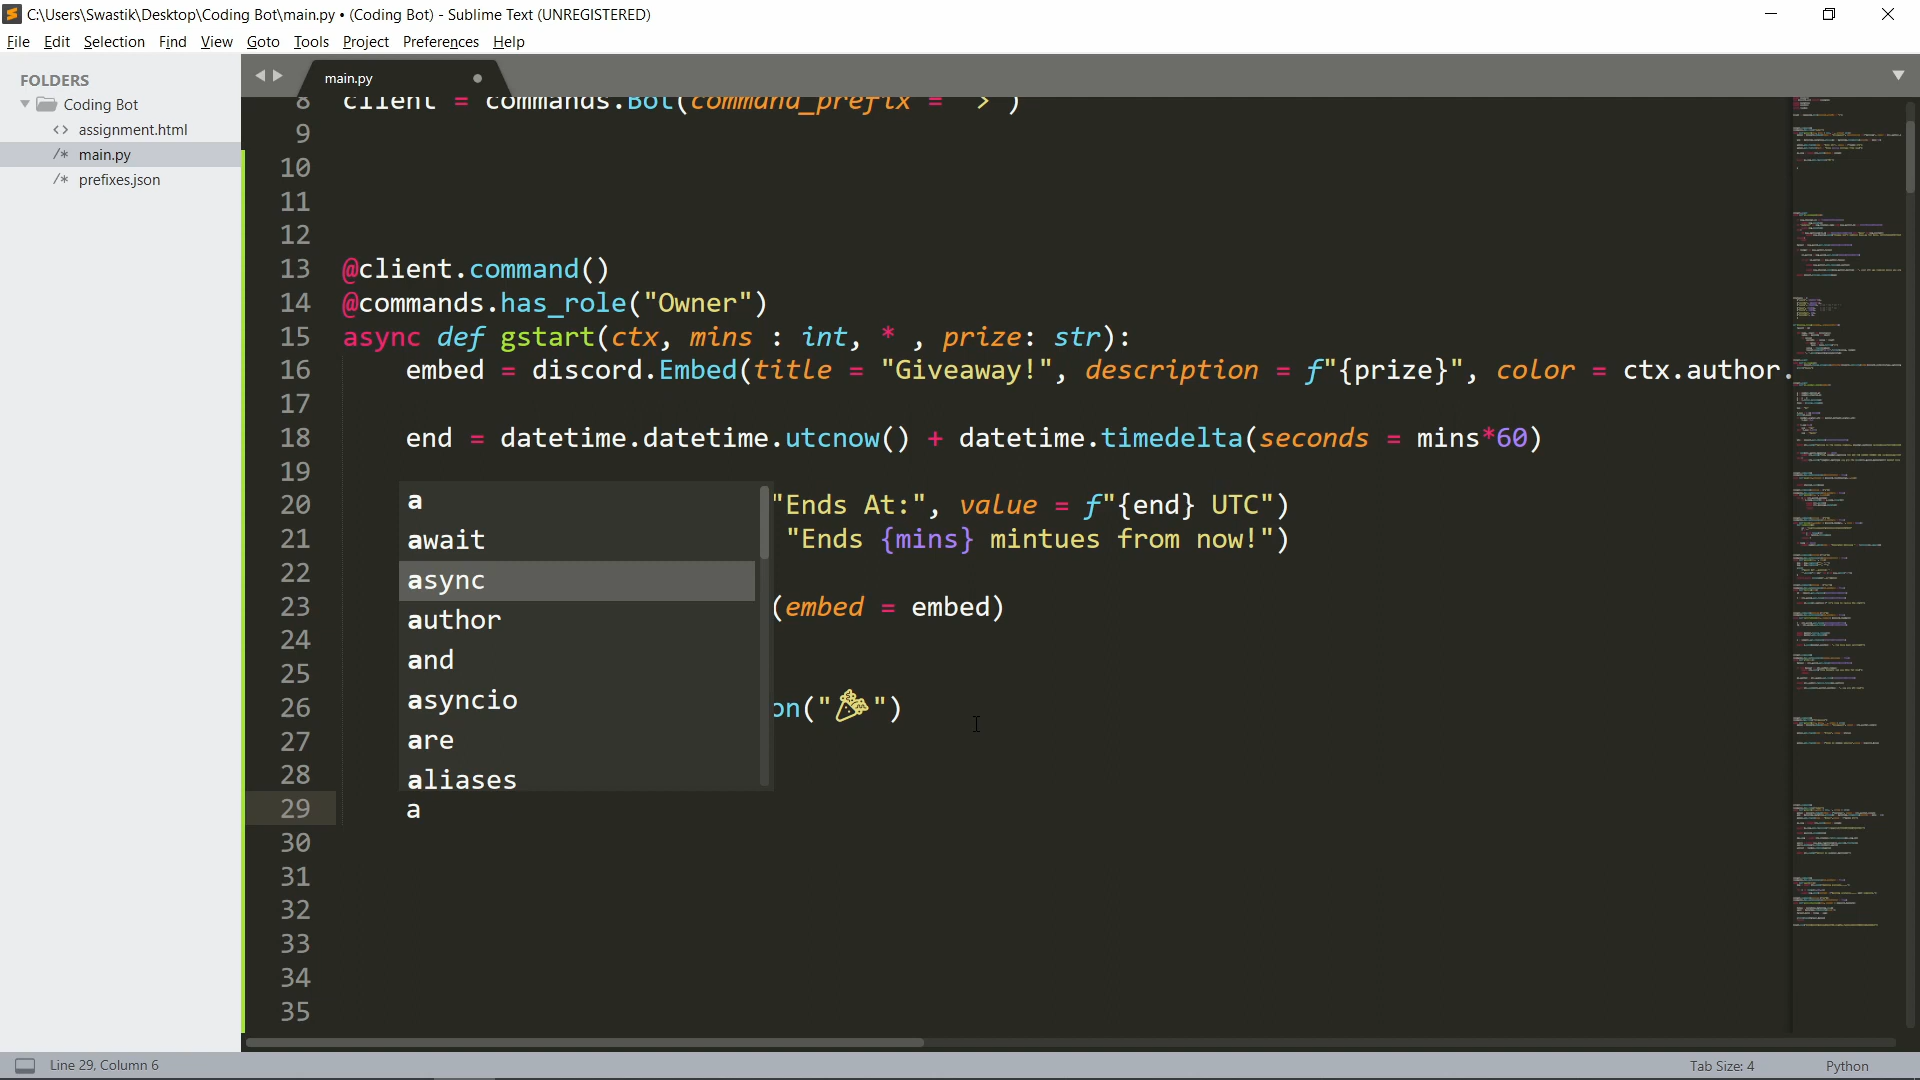 C:\Users\Swastik\Desktop\Coding Bot\main.py • (Coding Bot) - Sublime Text (UNREGISTERED)
File Edit Selection Find View Goto Tools Project Preferences Help
FOLDERS
Coding Bot
<> assignment.html
/* main.py
/* prefixes.json
main.py
8 client = commands.Bot(command_prefix = ">")
9
10
11
12
13 @client.command()
14 @commands.has_role("Owner")
15 async def gstart(ctx, mins : int, * , prize: str):
16 embed = discord.Embed(title = "Giveaway!", description = f"{prize}", color = ctx.author.
17
18 end = datetime.datetime.utcnow() + datetime.timedelta(seconds = mins*60)
19
20 "Ends At:", value = f"{end} UTC")
21 "Ends {mins} mintues from now!")
22
23 (embed = embed)
24
25
26 on("🎉")
27
28
29 a
30
31
32
33
34
35
a
await
async
author
and
asyncio
are
aliases
Line 29, Column 6
Tab Size: 4
Python